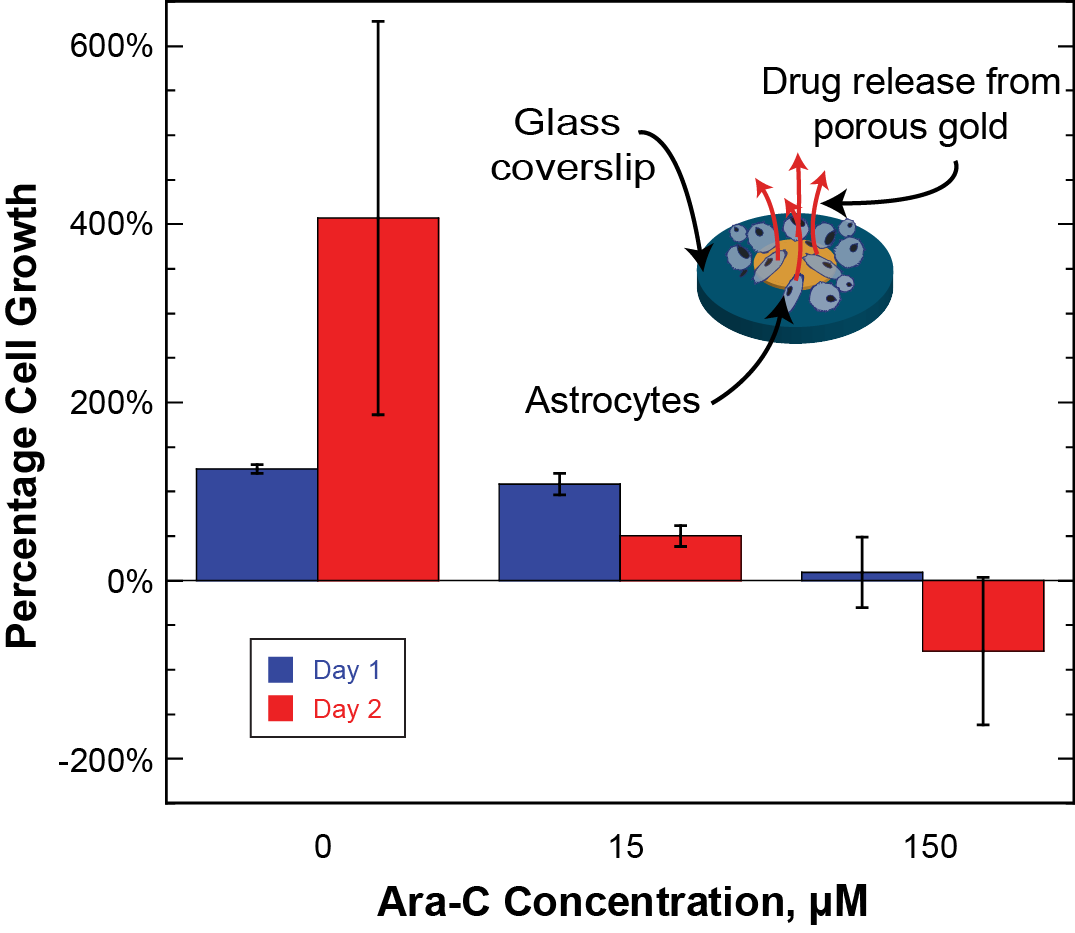 Percentage Cell Growth
600%
400%
200%
0%
-200%
Glass
coverslip
Drug release from
porous gold
Astrocytes
Day 1
Day 2
0
15
150
Ara-C Concentration, µM